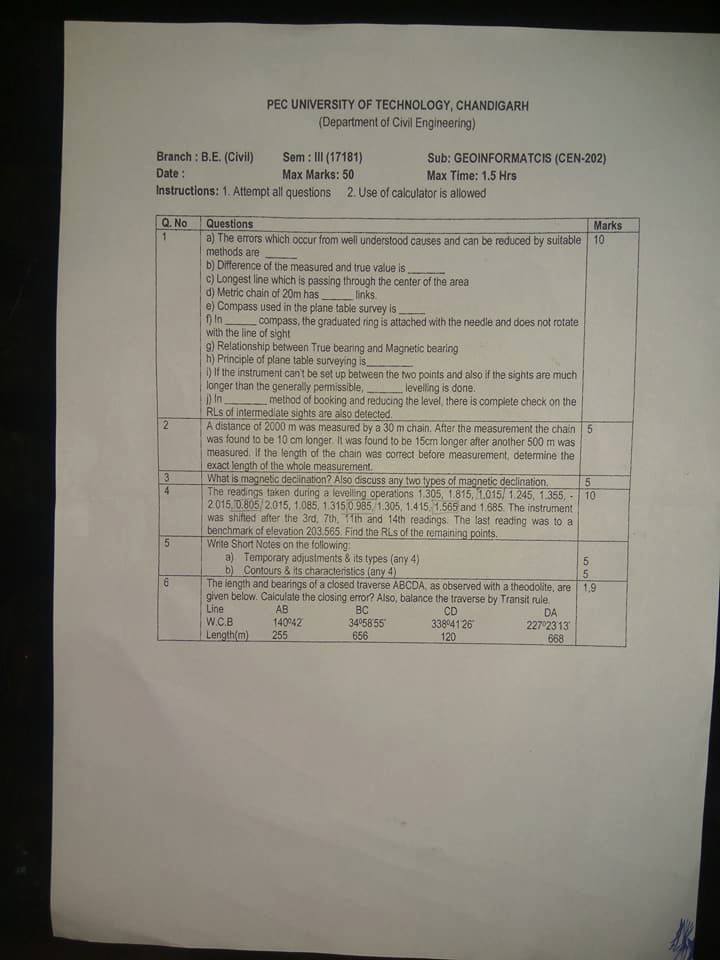 PEC UNIVERSITY OF TECHNOLOGY, CHANDIGARH
(Department of Civil Engineering)
Branch : B.E. (Civil) Sem : III (17181) Sub: GEOINFORMATCIS (CEN-202)
Date : Max Marks: 50 Max Time: 1.5 Hrs
Instructions: 1. Attempt all questions 2. Use of calculator is allowed
Q. No Questions Marks
1 a) The errors which occur from well understood causes and can be reduced by suitable 10
methods are ______
b) Difference of the measured and true value is ______
c) Longest line which is passing through the center of the area
d) Metric chain of 20m has _____ links.
e) Compass used in the plane table survey is ____
f) In _____ compass, the graduated ring is attached with the needle and does not rotate
with the line of sight
g) Relationship between True bearing and Magnetic bearing
h) Principle of plane table surveying is_______
i) If the instrument can't be set up between the two points and also if the sights are much
longer than the generally permissible, ______ levelling is done.
j) In _______ method of booking and reducing the level, there is complete check on the
RLs of intermediate sights are also detected.
2 A distance of 2000 m was measured by a 30 m chain. After the measurement the chain 5
was found to be 10 cm longer. It was found to be 15cm longer after another 500 m was
measured. If the length of the chain was correct before measurement, determine the
exact length of the whole measurement.
3 What is magnetic declination? Also discuss any two types of magnetic declination. 5
4 The readings taken during a levelling operations 1.305, 1.815, 1.015, 1.245, 1.355, - 10
2.015, 0.805, 2.015, 1.085, 1.315 0.985, 1.305, 1.415, 1.565 and 1.685. The instrument
was shifted after the 3rd, 7th, 11th and 14th readings. The last reading was to a
benchmark of elevation 203.565. Find the RLs of the remaining points.
5 Write Short Notes on the following:
a) Temporary adjustments & its types (any 4) 5
b) Contours & its characteristics (any 4) 5
6 The length and bearings of a closed traverse ABCDA, as observed with a theodolite, are 1,9
given below. Calculate the closing error? Also, balance the traverse by Transit rule.
Line AB BC CD DA
W.C.B 140⁰42' 34⁰58'55" 338⁰41'26" 227⁰23'13"
Length(m) 255 656 120 668